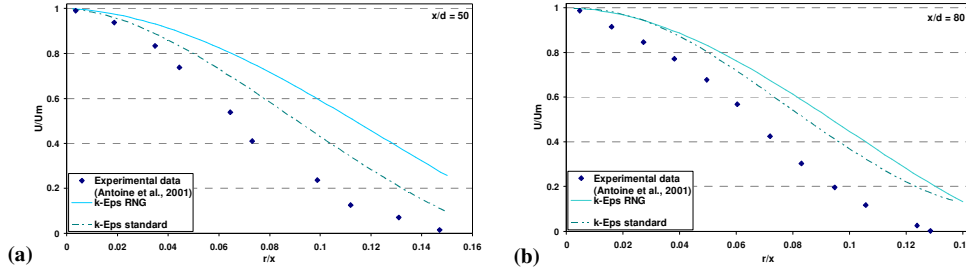 x/d = 50
1
0.8
0.6
0.4
0.2
0
U/Um
Experimental data
(Antoine et al., 2001)
k-Eps RNG
k-Eps standard
0
0.02
0.04
0.06
0.08
0.1
0.12
0.14
0.16
r/x
(a)
x/d = 80
1
0.8
0.6
0.4
0.2
0
U/Um
Experimental data
(Antoine et al., 2001)
k-Eps RNG
k-Eps standard
0
0.02
0.04
0.06
0.08
0.1
0.12
0.14
r/x
(b)